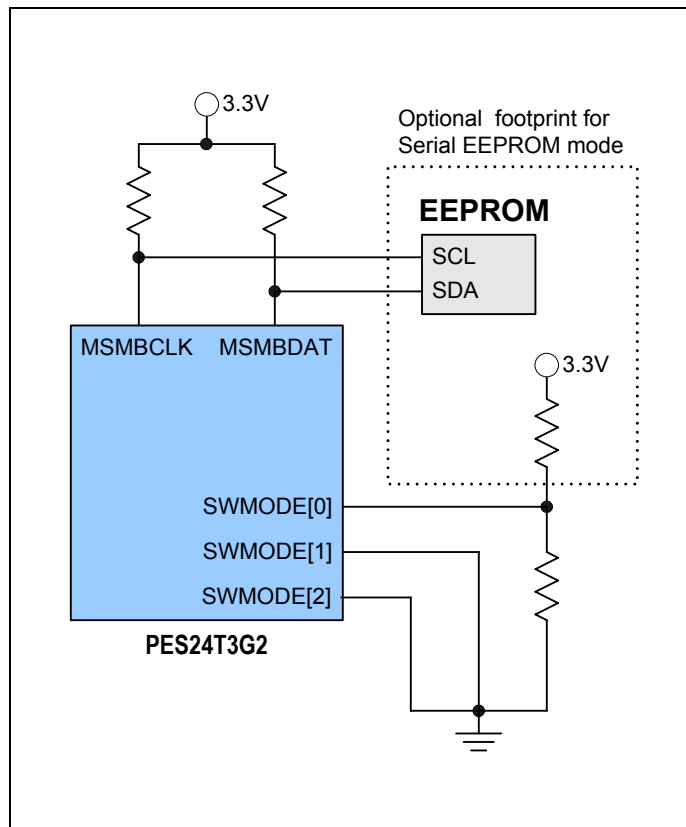 3.3V
Optional footprint for
Serial EEPROM mode
EEPROM
SCL
SDA
MSMBCLK MSMBDAT
3.3V
SWMODE[0]
SWMODE[1]
SWMODE[2]
PES24T3G2